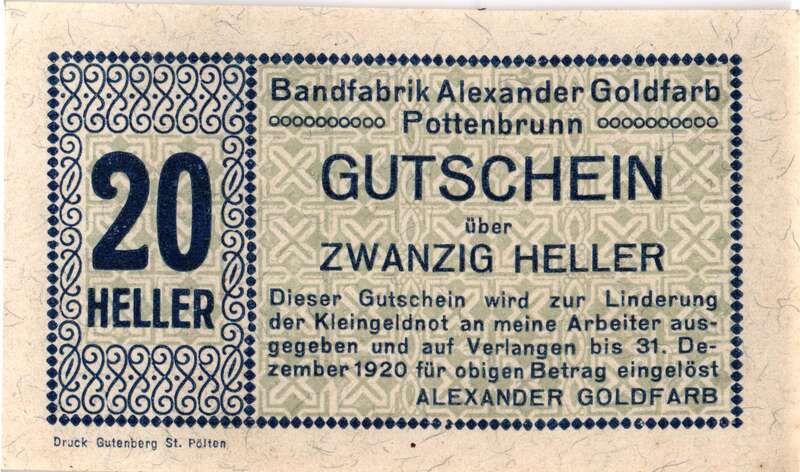 20
HELLER
Bandfabrik Alexander Goldfarb
Pottenbrunn
GUTSCHEIN
über
ZWANZIG HELLER
Dieser Gutschein wird zur Linderung
der Kleingeldnot an meine Arbeiter aus-
gegeben und auf Verlangen bis 31. De-
zember 1920 für obigen Betrag eingelöst
ALEXANDER GOLDFARB
Druck Gutenberg St. Pölten